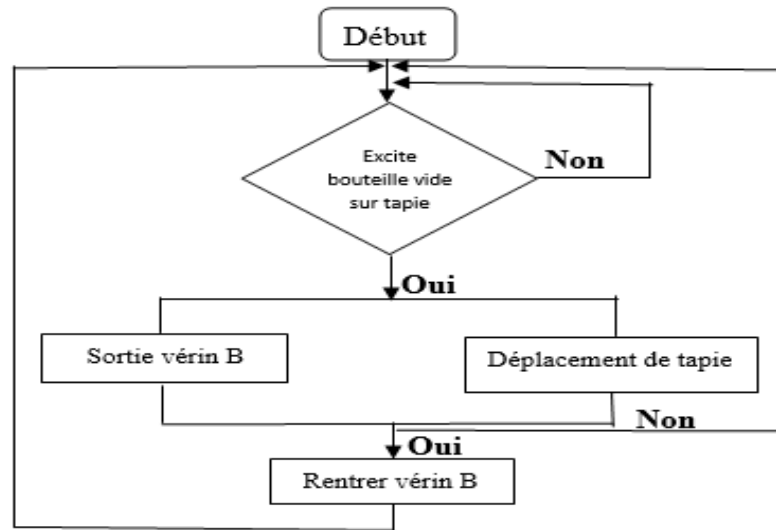 Début
Excite
bouteille vide
sur tapie
Non
Oui
Sortie vérin B
Déplacement de tapie
Non
Oui
Rentrer vérin B